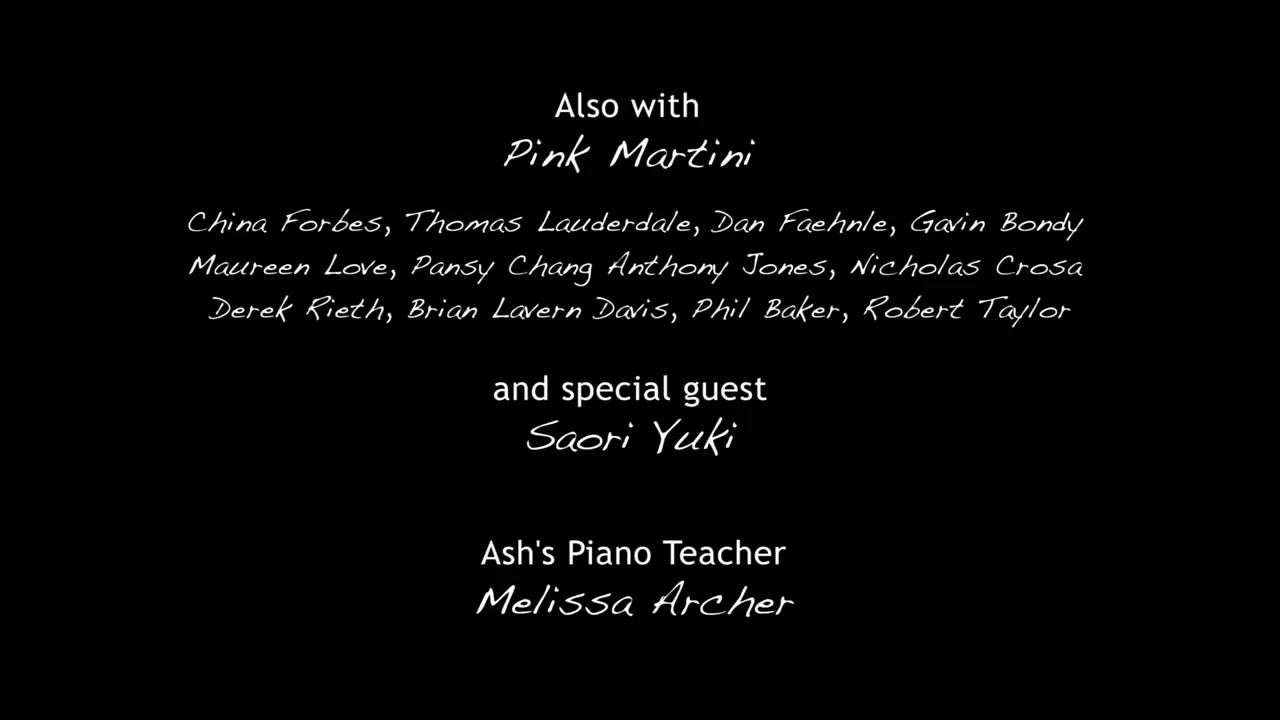 Also with
Pink Martini
China Forbes, Thomas Lauderdale, Dan Faehnle, Gavin Bondy
Maureen Love, Pansy Chang Anthony Jones, Nicholas Crosa
Derek Rieth, Brian Lavern Davis, Phil Baker, Robert Taylor
and special guest
Saori Yuki
Ash's Piano Teacher
Melissa Archer